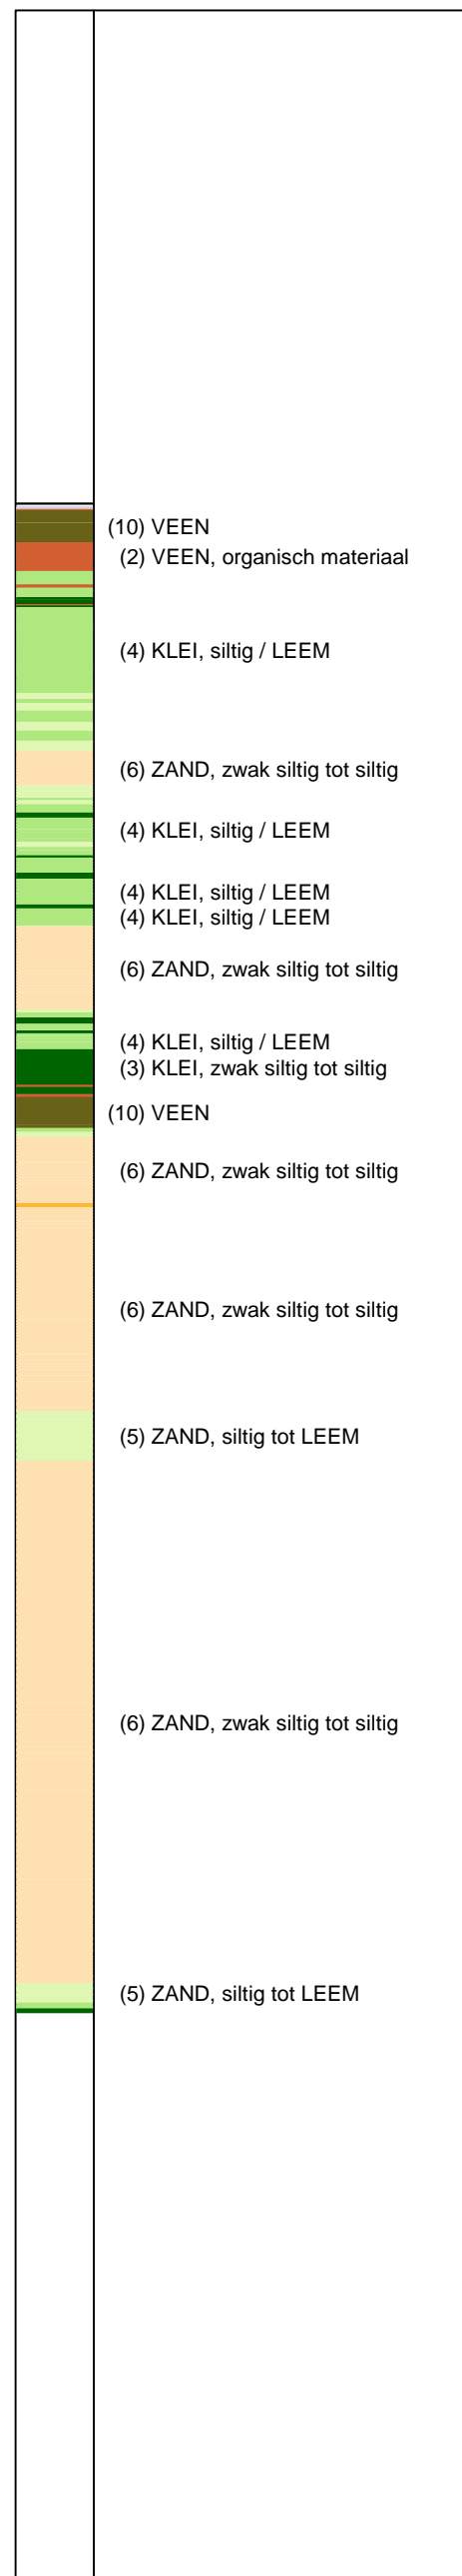 (10) VEEN
(2) VEEN, organisch materiaal
(4) KLEI, siltig / LEEM
(6) ZAND, zwak siltig tot siltig
(4) KLEI, siltig / LEEM
(4) KLEI, siltig / LEEM
(4) KLEI, siltig / LEEM
(6) ZAND, zwak siltig tot siltig
(4) KLEI, siltig / LEEM
(3) KLEI, zwak siltig tot siltig
(10) VEEN
(6) ZAND, zwak siltig tot siltig
(6) ZAND, zwak siltig tot siltig
(5) ZAND, siltig tot LEEM
(6) ZAND, zwak siltig tot siltig
(5) ZAND, siltig tot LEEM